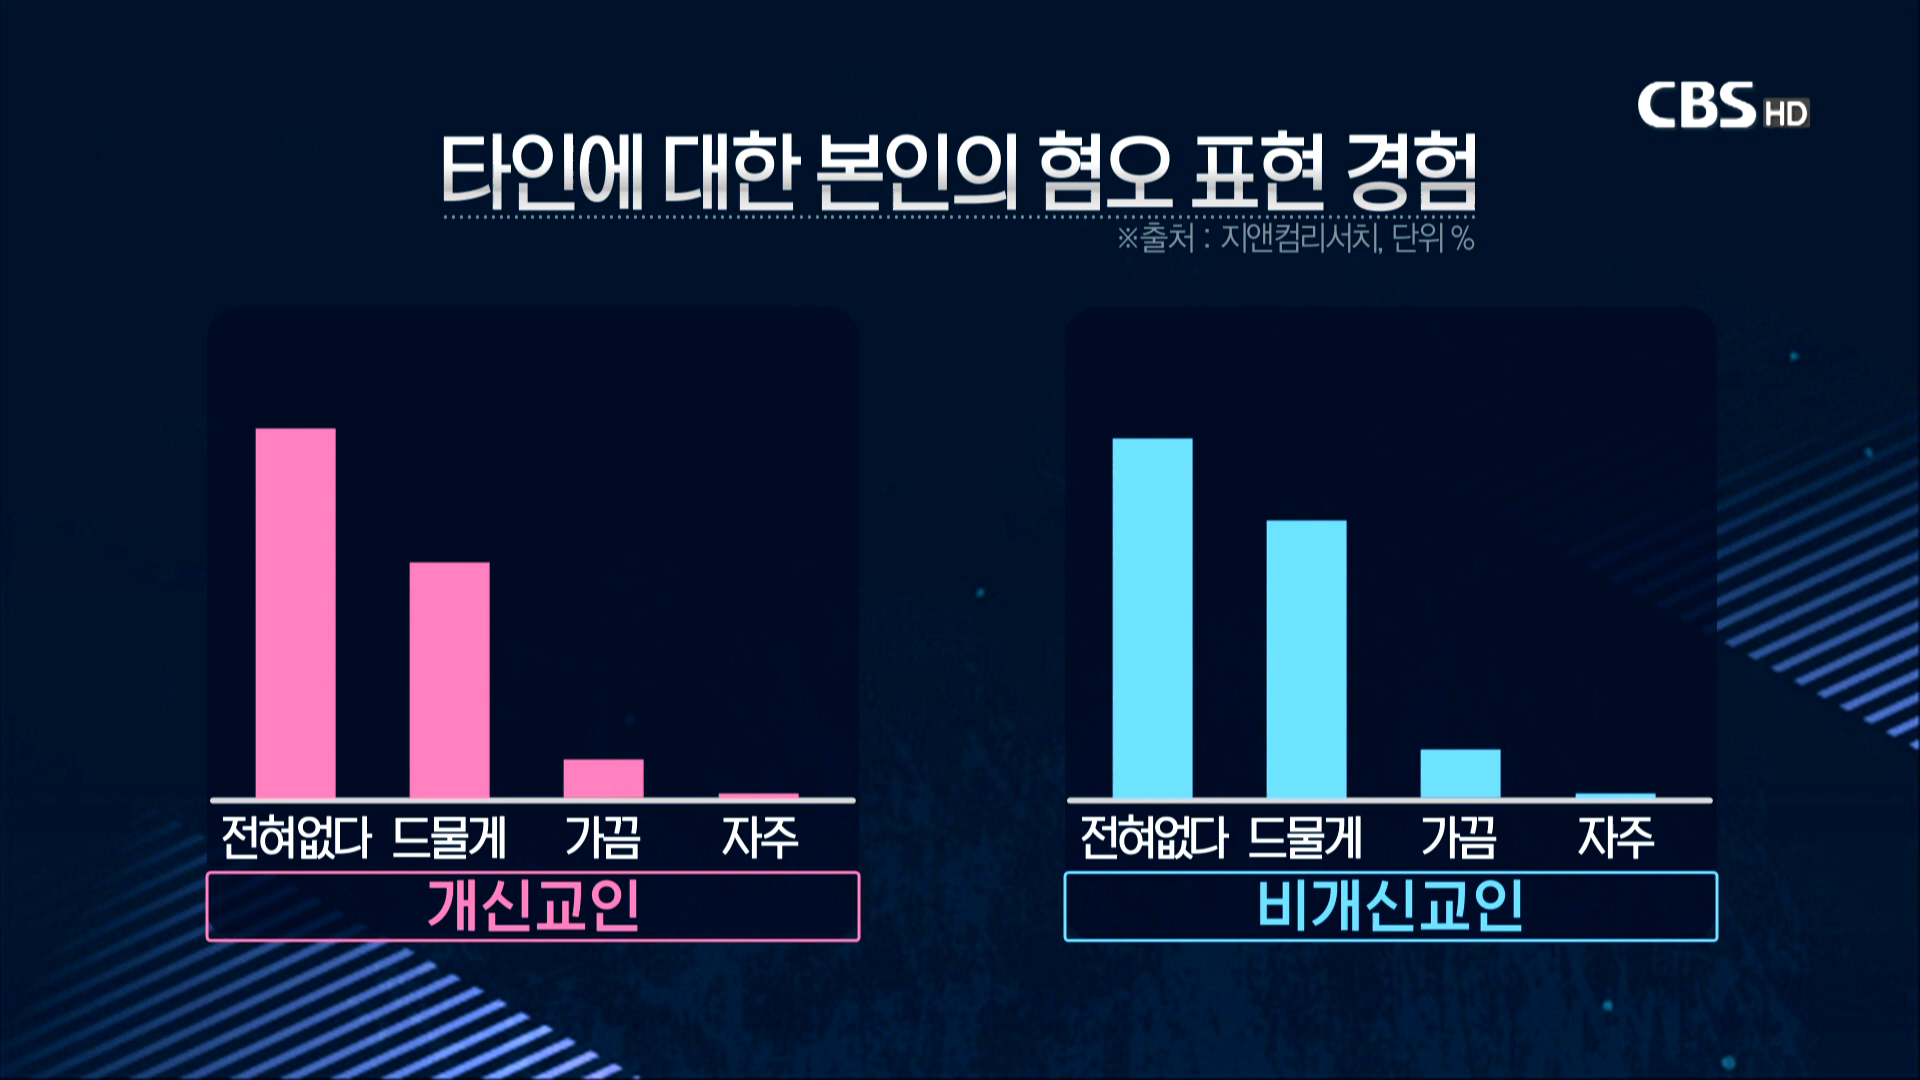 CBS HD
타인에 대한 본인의 혐오 표현 경험
※출처 : 지앤컴리서치, 단위 %
전혀없다 드물게 가끔 자주
개신교인
전혀없다 드물게 가끔 자주
비개신교인